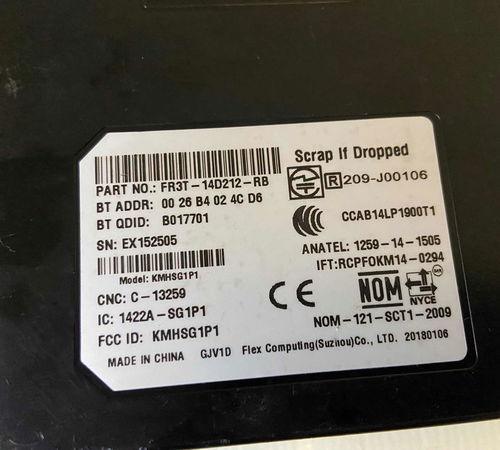 Scrap If Dropped
PART NO.: FR3T-14D212-RB
R 209-J00106
BT ADDR: 00 26 B4 02 4C D6
BT QDID: B017701
CCAB14LP1900T1
SN: EX152505
ANATEL: 1259-14-1505
IFT:RCPFOKM14-0294
Model: KMHSG1P1
CNC: C-13259
CE
NOM
NYCE
IC: 1422A-SG1P1
NOM-121-SCT1-2009
FCC ID: KMHSG1P1
MADE IN CHINA GJV1D Flex Computing(Suzhou)Co., LTD. 20180106